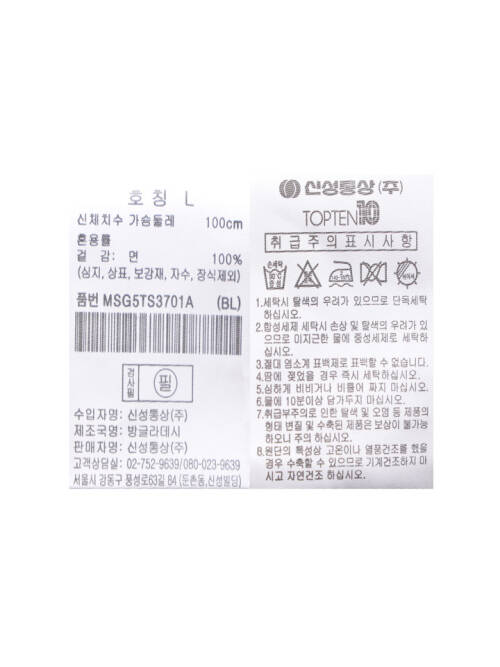 호칭 L
신체치수 가슴둘레 100cm
혼용률
겉 감: 면 100%
(심지, 상표, 보강재, 자수, 장식제외)
품번 MSG5TS3701A (BL)
검사필 필
수입자명: 신성통상(주)
제조국명: 방글라데시
판매자명: 신성통상(주)
고객상담실: 02-752-9639/080-023-9639
서울시 강동구 풍성로63길 84 (둔촌동,신성빌딩)
신성통상(주)
TOPTEN10
취급주의표시사항
손세탁
1.세탁시 탈색의 우려가 있으므로 단독세탁
하십시오.
2.합성세제 세탁시 손상 및 탈색의 우려가 있
으므로 미지근한 물에 중성세제로 세탁하
십시오.
3.절대 염소계 표백제로 표백할 수 없습니다.
4.땀에 젖었을 경우 즉시 세탁하십시오.
5.심하게 비비거나 비틀어 짜지 마십시오.
6.물에 10분이상 담가두지 마십시오.
7.취급부주의로 인한 탈색 및 오염 등 제품의
형태 변질 및 수축된 제품은 보상이 불가능
하오니 주의 하십시오.
8.원단의 특성상 고온이나 열풍건조를 했을
경우 수축할 수 있으므로 기계건조하지 마
시고 자연건조 하십시오.